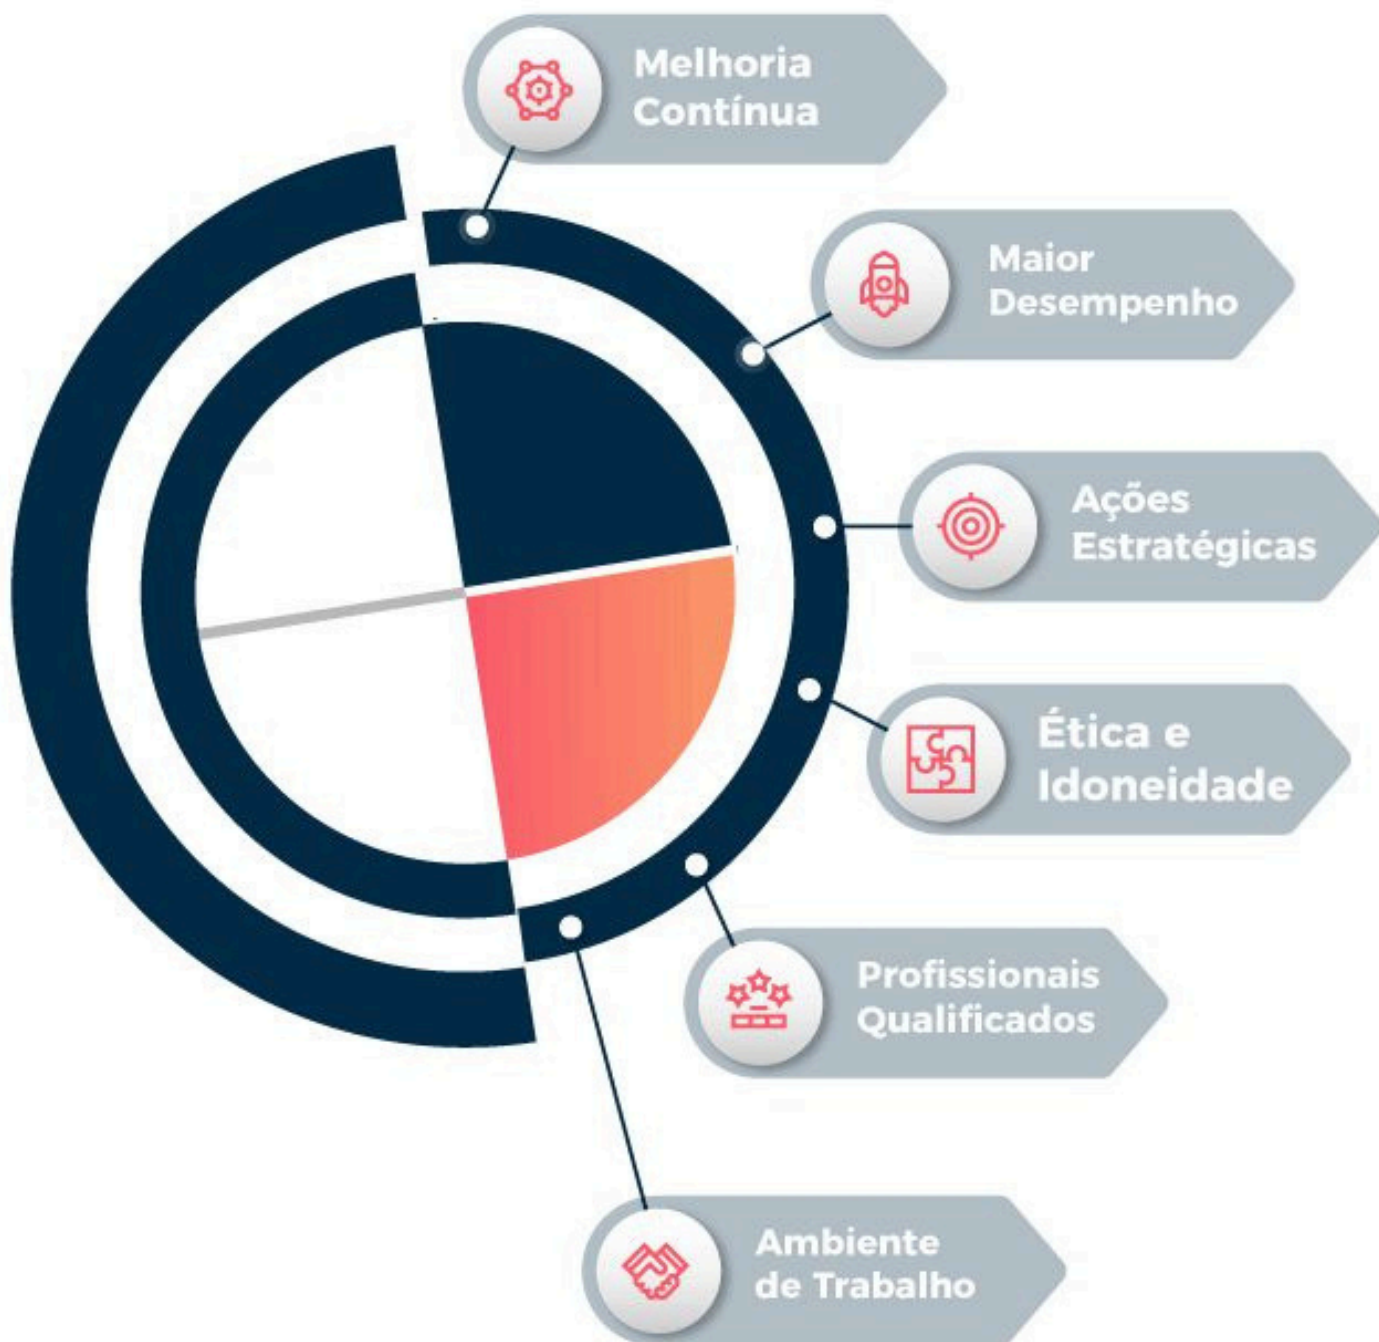 Melhoria
Contínua
Maior
Desempenho
Ações
Estratégicas
Ética e
Idoneidade
Profissionais
Qualificados
Ambiente
de Trabalho